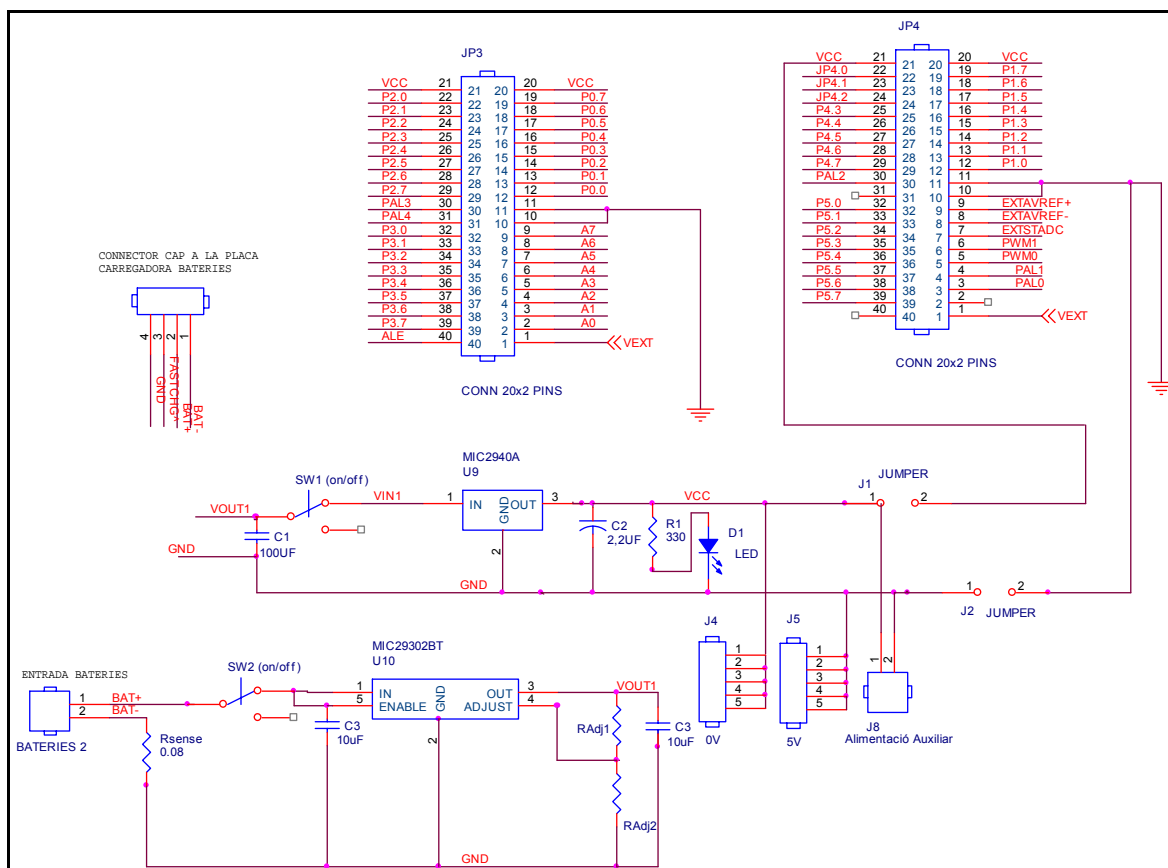 JP3
VCC 21 21 20 20 VCC
P2.0 22 22 19 19 P0.7
P2.1 23 23 18 18 P0.6
P2.2 24 24 17 17 P0.5
P2.3 25 25 16 16 P0.4
P2.4 26 26 15 15 P0.3
P2.5 27 27 14 14 P0.2
P2.6 28 28 13 13 P0.1
P2.7 29 29 12 12 P0.0
PAL3 30 30 11 11
PAL4 31 31 10 10
P3.0 32 32 9 9 A7
P3.1 33 33 8 8 A6
P3.2 34 34 7 7 A5
P3.3 35 35 6 6 A4
P3.4 36 36 5 5 A3
P3.5 37 37 4 4 A2
P3.6 38 38 3 3 A1
P3.7 39 39 2 2 A0
ALE 40 40 1 1 VEXT
CONN 20x2 PINS
JP4
VCC 21 21 20 20 VCC
JP4.0 22 22 19 19 P1.7
JP4.1 23 23 18 18 P1.6
JP4.2 24 24 17 17 P1.5
P4.3 25 25 16 16 P1.4
P4.4 26 26 15 15 P1.3
P4.5 27 27 14 14 P1.2
P4.6 28 28 13 13 P1.1
P4.7 29 29 12 12 P1.0
PAL2 30 30 11 11
31 31 10 10
P5.0 32 32 9 9 EXTAVREF+
P5.1 33 33 8 8 EXTAVREF-
P5.2 34 34 7 7 EXTSTADC
P5.3 35 35 6 6 PWM1
P5.4 36 36 5 5 PWM0
P5.5 37 37 4 4 PAL1
P5.6 38 38 3 3 PAL0
P5.7 39 39 2 2
40 40 1 1 VEXT
CONN 20x2 PINS
CONNECTOR CAP A LA PLACA
CARREGADORA BATERIES
4 3 2 1
GND
FASTCHG^
BAT+
BAT-
MIC2940A
U9
SW1 (on/off)
VOUT1
VIN1
1 IN
GND
OUT 3
2
C1
100UF
GND
GND
C2
2,2UF
R1
330
VCC
D1
LED
J1
JUMPER
1 2
1 2
J2
JUMPER
J4
1
2
3
4
5
0V
J5
1
2
3
4
5
5V
1 2
J8
Alimentació Auxiliar
ENTRADA BATERIES
1 BAT+
2 BAT-
BATERIES 2
Rsense
0.08
SW2 (on/off)
MIC29302BT
U10
1 IN
5 ENABLE
GND
2
OUT 3
ADJUST 4
C3
10uF
VOUT1
RAdj1
C3
10uF
RAdj2
GND